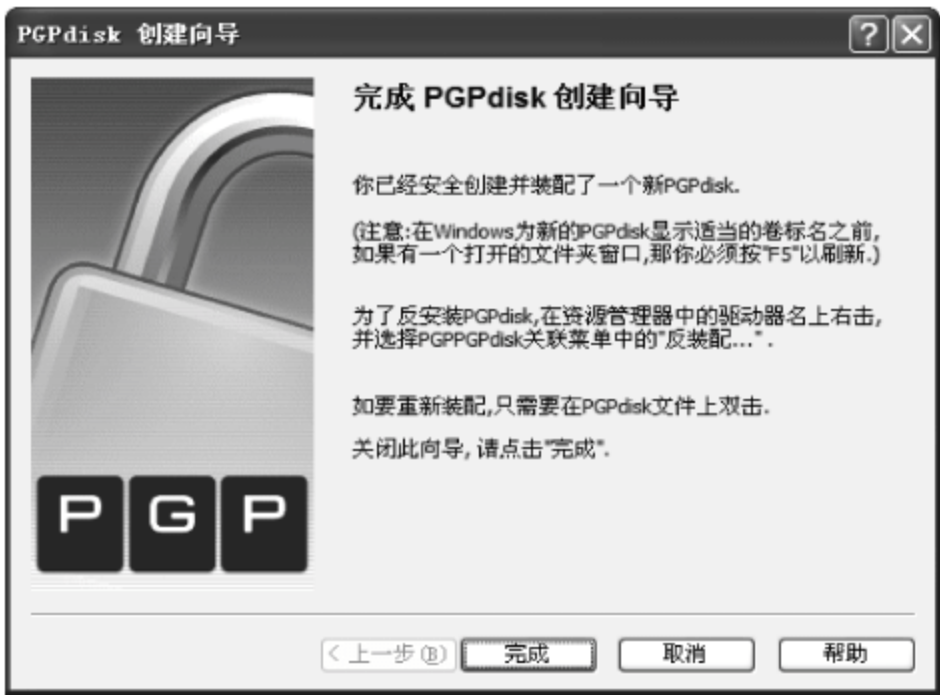 PGPdisk 创建向导
完成 PGPdisk 创建向导
你已经安全创建并装配了一个新PGPdisk.
(注意:在Windows为新的PGPdisk显示适当的卷标名之前,
如果有一个打开的文件夹窗口,那你必须按"F5"以刷新.)
为了反安装PGPdisk,在资源管理器中的驱动器名上右击,
并选择PGPPGPdisk关联菜单中的"反装配..." .
如要重新装配,只需要在PGPdisk文件上双击.
关闭此向导, 请点击"完成".
P G P
< 上一步 (B)
完成
取消
帮助